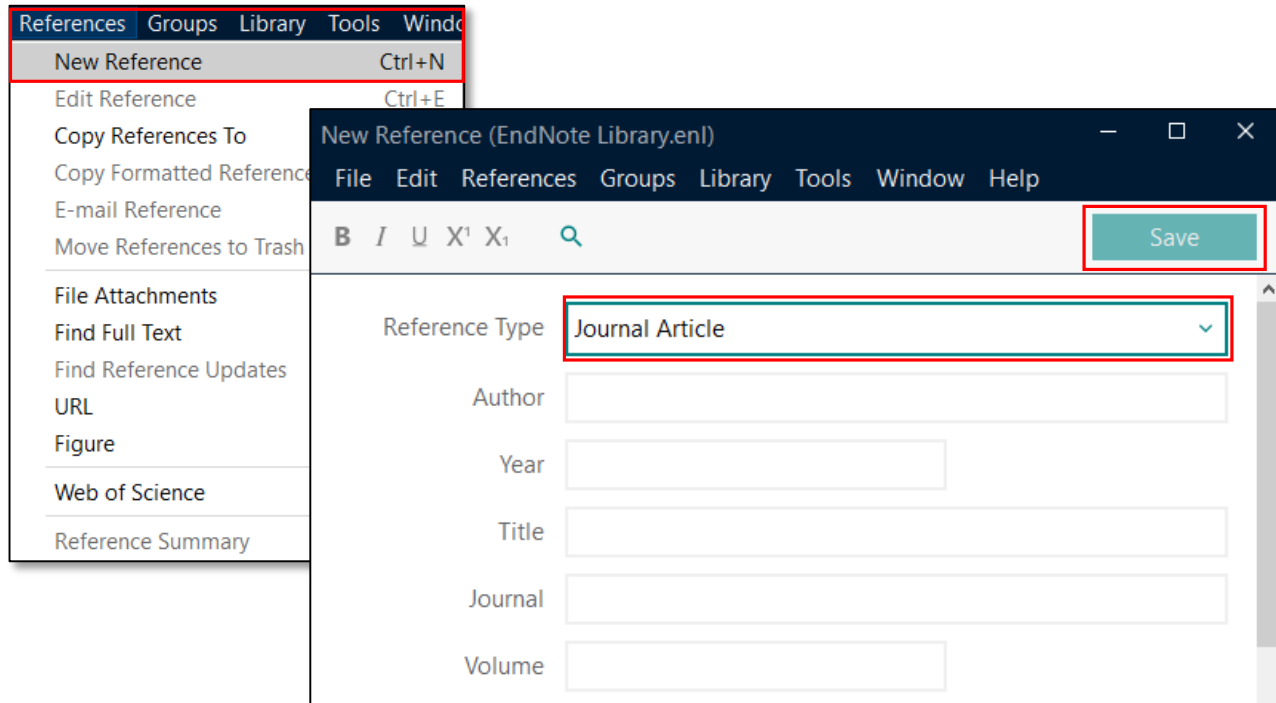 References Groups Library Tools
New Reference Ctrl+N
Edit Reference Ctrl+E
Copy References To
Copy Formatted Reference
E-mail Reference
Move References to Trash
File Attachments
Find Full Text
Find Reference Updates
URL
Figure
Web of Science
Reference Summary
New Reference (EndNote Library.enl)
File Edit References Groups Library Tools Window Help
B I U X¹ X₁
Save
Reference Type Journal Article
Author
Year
Title
Journal
Volume